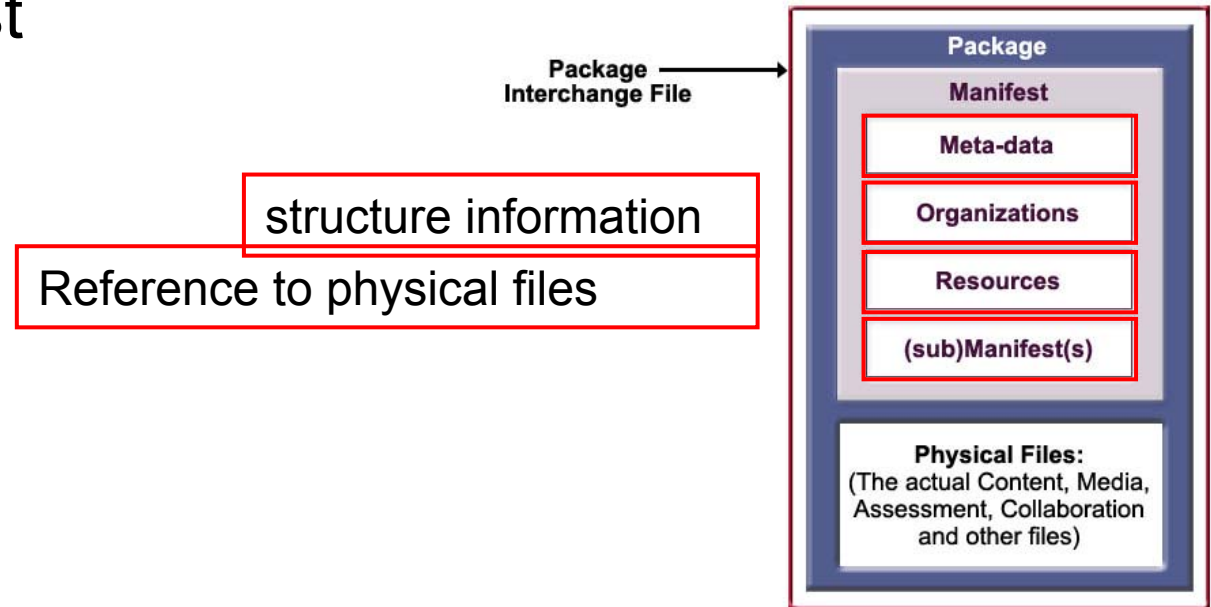 st
Package
Interchange File
structure information
Reference to physical files
Package
Manifest
Meta-data
Organizations
Resources
(sub)Manifest(s)
Physical Files:
(The actual Content, Media,
Assessment, Collaboration
and other files)